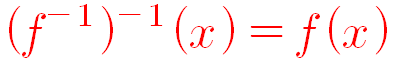 (f⁻¹)⁻¹(x) = f(x)